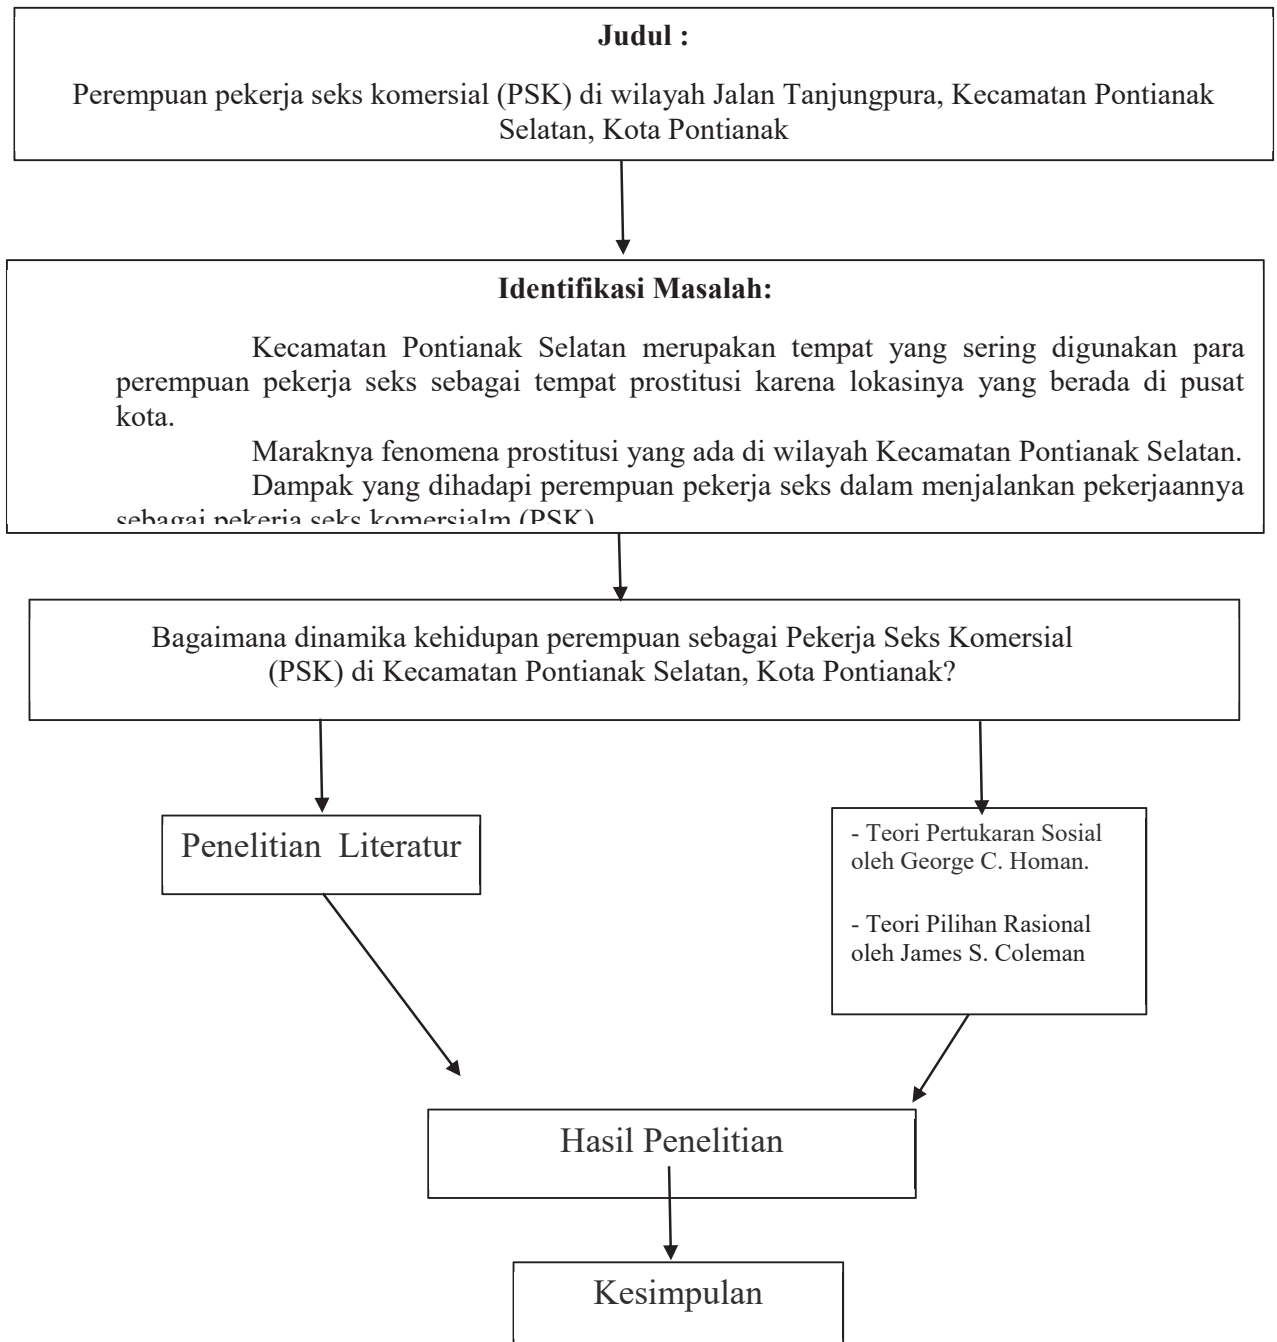 Judul :
Perempuan pekerja seks komersial (PSK) di wilayah Jalan Tanjungpura, Kecamatan Pontianak
Selatan, Kota Pontianak
Identifikasi Masalah:
Kecamatan Pontianak Selatan merupakan tempat yang sering digunakan para
perempuan pekerja seks sebagai tempat prostitusi karena lokasinya yang berada di pusat
kota.
Maraknya fenomena prostitusi yang ada di wilayah Kecamatan Pontianak Selatan.
Dampak yang dihadapi perempuan pekerja seks dalam menjalankan pekerjaannya
sebagai pekerja seks komersialm (PSK)
Bagaimana dinamika kehidupan perempuan sebagai Pekerja Seks Komersial
(PSK) di Kecamatan Pontianak Selatan, Kota Pontianak?
Penelitian Literatur
- Teori Pertukaran Sosial
oleh George C. Homan.
- Teori Pilihan Rasional
oleh James S. Coleman
Hasil Penelitian
Kesimpulan